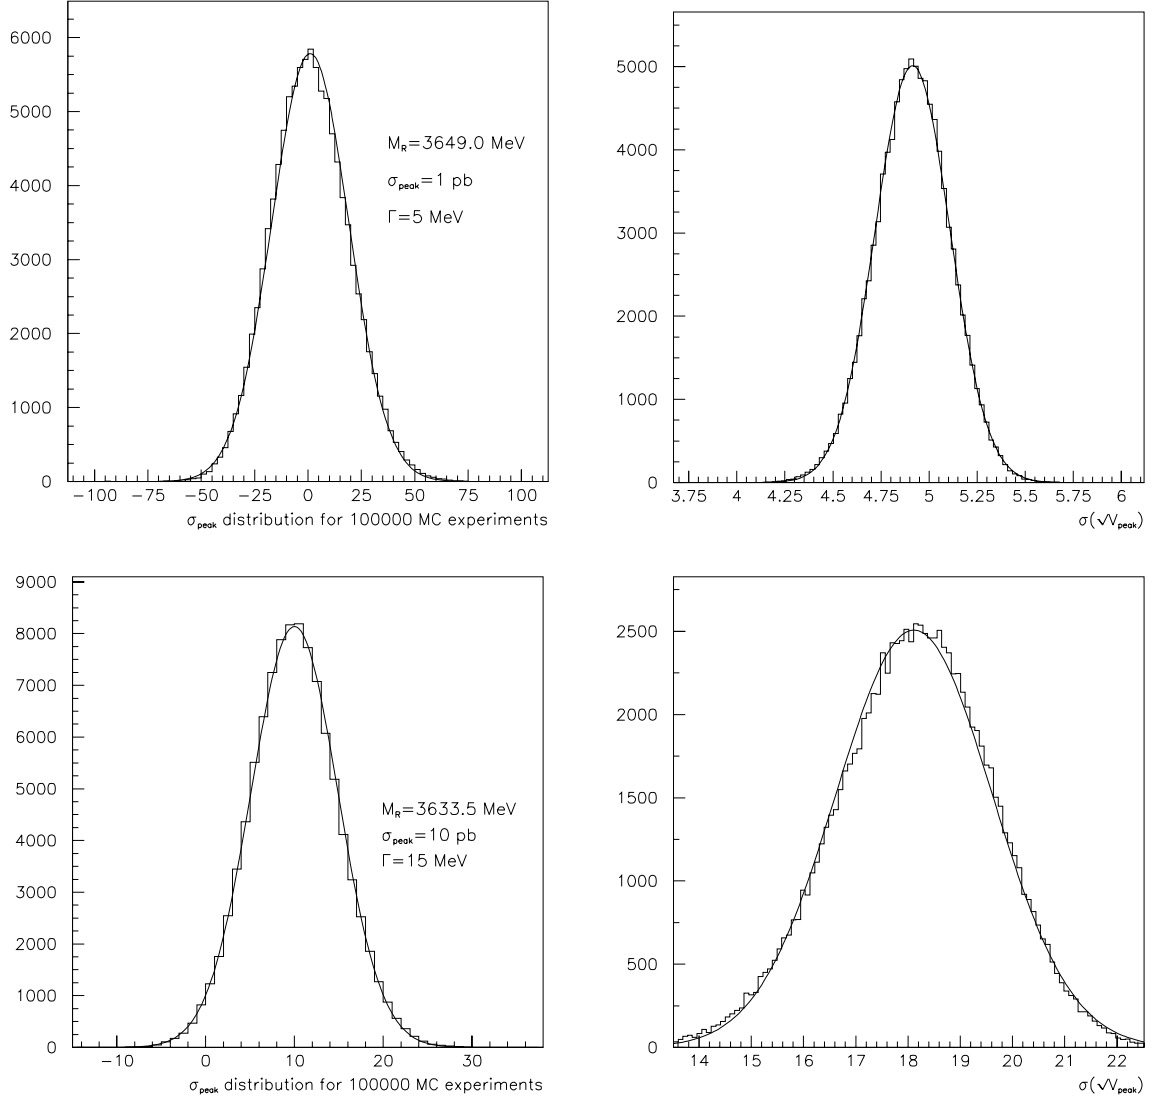 6000
5000
4000
3000
2000
1000
0
M_R=3649.0 MeV
σ_peak=1 pb
Γ=5 MeV
−100 −75 −50 −25 0 25 50 75 100
σ_peak distribution for 100000 MC experiments
5000
4000
3000
2000
1000
0
3.75 4 4.25 4.5 4.75 5 5.25 5.5 5.75 6
σ(√V_peak)
9000
8000
7000
6000
5000
4000
3000
2000
1000
0
M_R=3633.5 MeV
σ_peak=10 pb
Γ=15 MeV
−10 0 10 20 30
σ_peak distribution for 100000 MC experiments
2500
2000
1500
1000
500
0
14 15 16 17 18 19 20 21 22
σ(√V_peak)